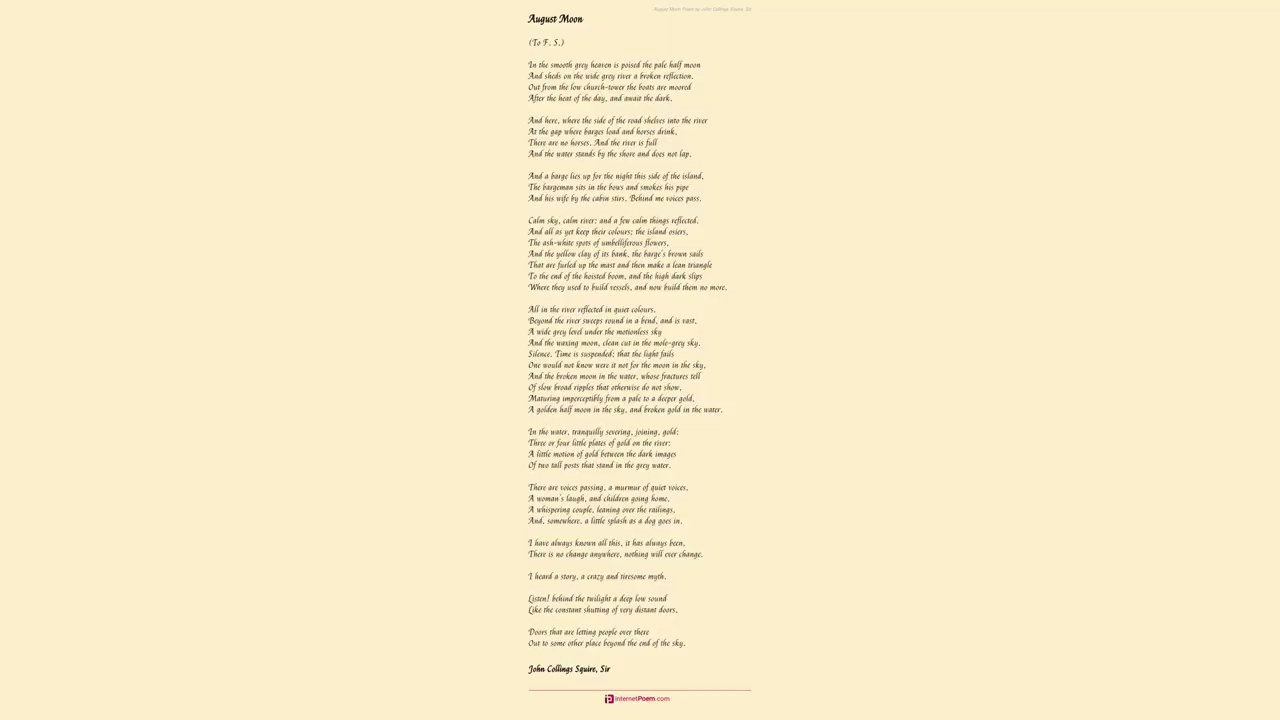 August Moon Poem by John Collings Squire, Sir
August Moon
(To F. S.)
In the smooth grey heaven is poised the pale half moon
And sheds on the wide grey river a broken reflection.
Out from the low church-tower the boats are moored
After the heat of the day, and await the dark.
And here, where the side of the road shelves into the river
At the gap where barges load and horses drink,
There are no horses. And the river is full
And the water stands by the shore and does not lap.
And a barge lies up for the night this side of the island,
The bargeman sits in the bows and smokes his pipe
And his wife by the cabin stirs. Behind me voices pass.
Calm sky, calm river: and a few calm things reflected.
And all as yet keep their colours; the island osiers,
The ash-white spots of umbelliferous flowers,
And the yellow clay of its bank, the barge's brown sails
That are furled up the mast and then make a lean triangle
To the end of the hoisted boom, and the high dark slips
Where they used to build vessels, and now build them no more.
All in the river reflected in quiet colours.
Beyond the river sweeps round in a bend, and is vast,
A wide grey level under the motionless sky
And the waxing moon, clean cut in the mole-grey sky.
Silence. Time is suspended; that the light fails
One would not know were it not for the moon in the sky,
And the broken moon in the water, whose fractures tell
Of slow broad ripples that otherwise do not show,
Maturing imperceptibly from a pale to a deeper gold,
A golden half moon in the sky, and broken gold in the water.
In the water, tranquilly severing, joining, gold:
Three or four little plates of gold on the river:
A little motion of gold between the dark images
Of two tall posts that stand in the grey water.
There are voices passing, a murmur of quiet voices,
A woman's laugh, and children going home.
A whispering couple, leaning over the railings,
And, somewhere, a little splash as a dog goes in.
I have always known all this, it has always been,
There is no change anywhere, nothing will ever change.
I heard a story, a crazy and tiresome myth.
Listen! behind the twilight a deep low sound
Like the constant shutting of very distant doors,
Doors that are letting people over there
Out to some other place beyond the end of the sky.
John Collings Squire, Sir
InternetPoem.com